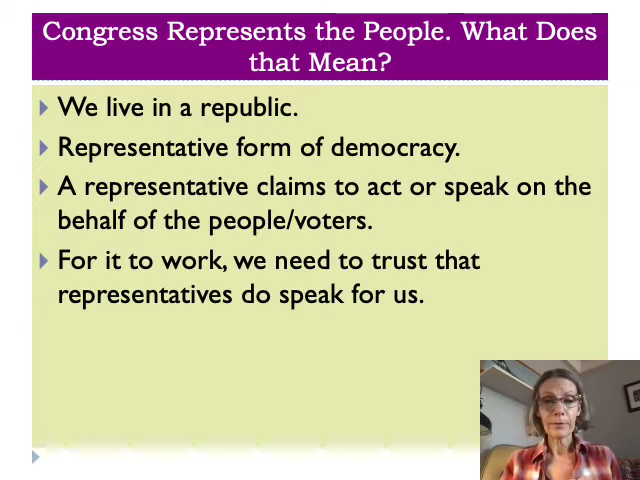 Congress Represents the People. What Does
that Mean?
We live in a republic.
Representative form of democracy.
A representative claims to act or speak on the
behalf of the people/voters.
For it to work, we need to trust that
representatives do speak for us.